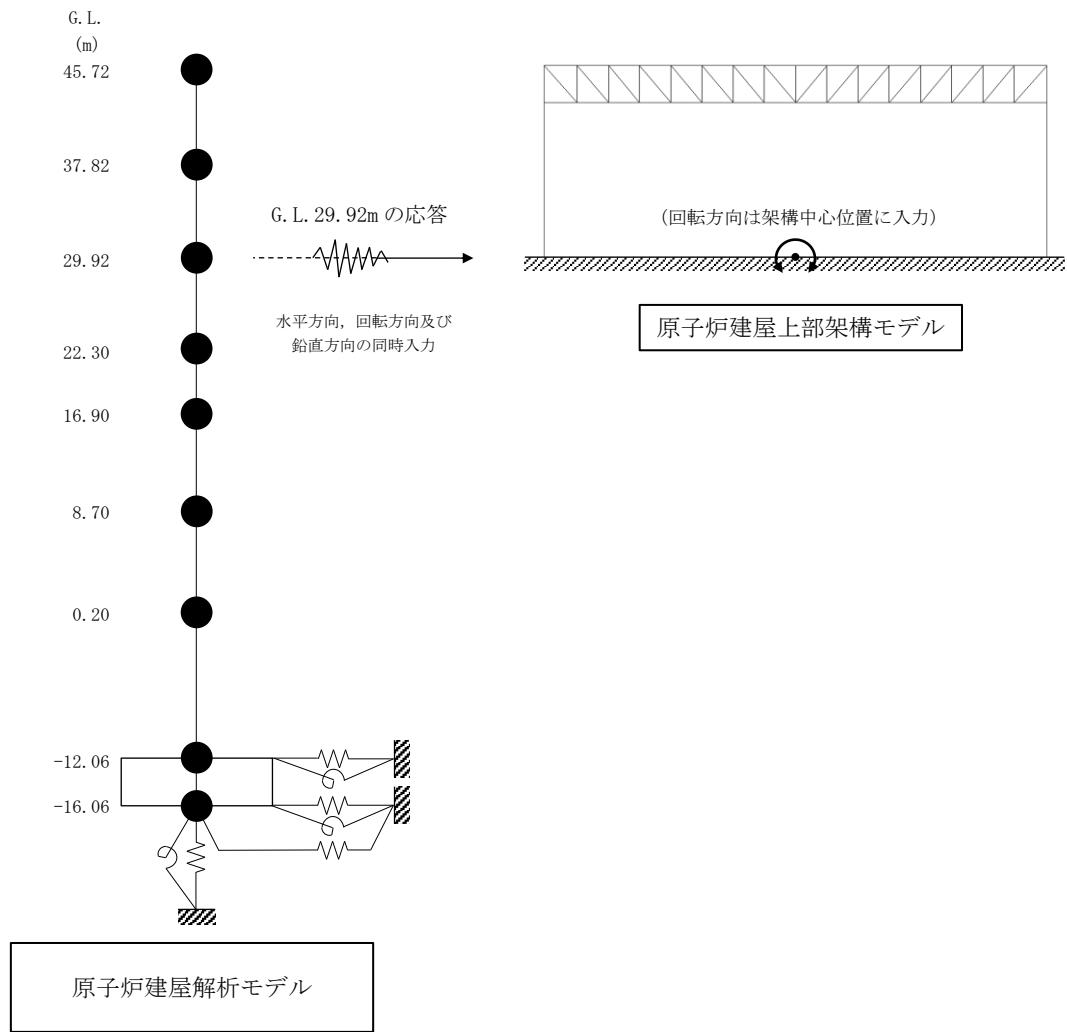 G.L.
(m)
45.72
37.82
29.92
22.30
16.90
8.70
0.20
-12.06
-16.06
G.L.29.92m の応答
水平方向，回転方向及び
鉛直方向の同時入力
(回転方向は架構中心位置に入力)
原子炉建屋上部架構モデル
原子炉建屋解析モデル